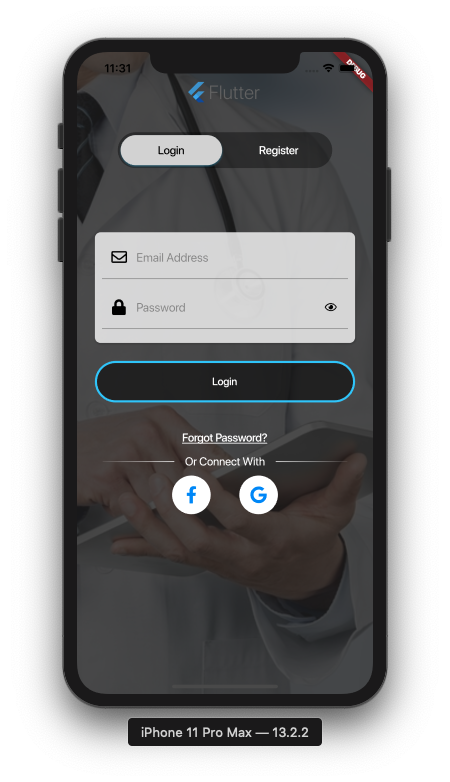 11:31
DEBUG
Flutter
Login
Register
Email Address
Password
Login
Forgot Password?
Or Connect With
iPhone 11 Pro Max — 13.2.2